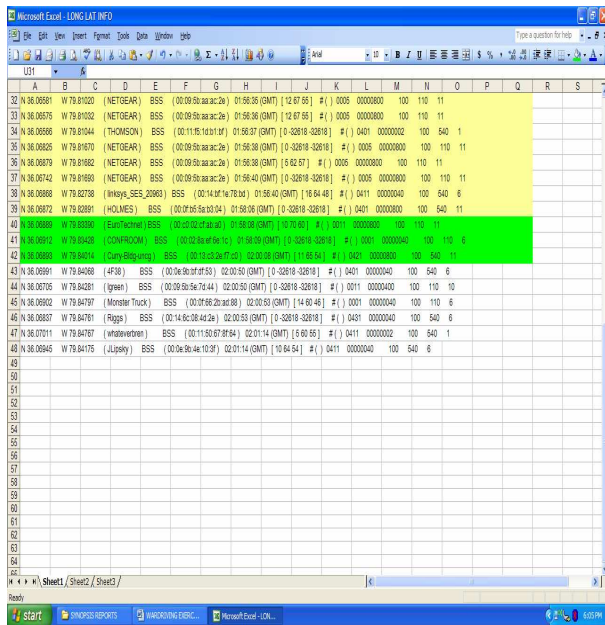 Microsoft Excel - LONG LAT INFO
File Edit View Insert Format Tools Data Window Help
Type a question for help
Arial 10 B I U
U31 fx
A B C D E F G H I J K L M N O P Q R S
32 N 36.06581 W 79.81020 ( NETGEAR ) BSS ( 00:09:5b:aa:ac:2e ) 01:56:35 (GMT) [ 12 67 55 ] # ( ) 0005 00000800 100 110 11
33 N 36.06575 W 79.81032 ( NETGEAR ) BSS ( 00:09:5b:aa:ac:2e ) 01:56:36 (GMT) [ 12 67 55 ] # ( ) 0005 00000800 100 110 11
34 N 36.06566 W 79.81044 ( THOMSON ) BSS ( 00:11:f5:1d:b1:bf ) 01:56:37 (GMT) [ 0 -32618 -32618 ] # ( ) 0401 00000002 100 540 1
35 N 36.06825 W 79.81670 ( NETGEAR ) BSS ( 00:09:5b:aa:ac:2e ) 01:56:38 (GMT) [ 0 -32618 -32618 ] # ( ) 0005 00000800 100 110 11
36 N 36.06879 W 79.81682 ( NETGEAR ) BSS ( 00:09:5b:aa:ac:2e ) 01:56:38 (GMT) [ 5 62 57 ] # ( ) 0005 00000800 100 110 11
37 N 36.06742 W 79.81693 ( NETGEAR ) BSS ( 00:09:5b:aa:ac:2e ) 01:56:40 (GMT) [ 0 -32618 -32618 ] # ( ) 0005 00000800 100 110 11
38 N 36.06868 W 79.82738 ( linksys_SES_20963 ) BSS ( 00:14:bf:1e:78:bd ) 01:56:40 (GMT) [ 16 64 48 ] # ( ) 0411 00000040 100 540 6
39 N 36.06872 W 79.82891 ( HOLMES ) BSS ( 00:0f:b5:5a:b3:04 ) 01:58:06 (GMT) [ 0 -32618 -32618 ] # ( ) 0401 00000800 100 540 11
40 N 36.06889 W 79.83390 ( EuroTechnet ) BSS ( 00:c0:02:cf:ab:a0 ) 01:58:06 (GMT) [ 10 70 60 ] # ( ) 0011 00000800 100 110 11
41 N 36.06912 W 79.83428 ( CONFROOM ) BSS ( 00:02:8a:ef:6e:1c ) 01:58:09 (GMT) [ 0 -32618 -32618 ] # ( ) 0001 00000040 100 110 6
42 N 36.06890 W 79.84014 ( Curry-Bldg-uncg ) BSS ( 00:13:c3:2e:f7:c0 ) 02:00:08 (GMT) [ 11 65 54 ] # ( ) 0421 00000800 100 540 11
43 N 36.06991 W 79.84068 ( 4F38 ) BSS ( 00:0e:9b:bf:df:53 ) 02:00:50 (GMT) [ 0 -32618 -32618 ] # ( ) 0401 00000040 100 540 6
44 N 36.06705 W 79.84281 ( lgreen ) BSS ( 00:09:5b:5e:7d:44 ) 02:00:50 (GMT) [ 0 -32618 -32618 ] # ( ) 0011 00000400 100 110 10
45 N 36.06902 W 79.84797 ( Monster Truck ) BSS ( 00:0f:66:2b:ad:88 ) 02:00:53 (GMT) [ 14 60 46 ] # ( ) 0001 00000040 100 110 6
46 N 36.06837 W 79.84761 ( Riggs ) BSS ( 00:14:6c:08:4d:2e ) 02:00:53 (GMT) [ 0 -32618 -32618 ] # ( ) 0431 00000040 100 540 6
47 N 36.07011 W 79.84767 ( whateverbren ) BSS ( 00:11:50:67:8f:64 ) 02:01:14 (GMT) [ 5 60 55 ] # ( ) 0411 00000002 100 540 1
48 N 36.06945 W 79.84175 ( JLipsky ) BSS ( 00:0e:9b:4e:10:3f ) 02:01:14 (GMT) [ 10 64 54 ] # ( ) 0411 00000040 100 540 6
49
50
51
52
53
54
55
56
57
58
59
60
61
62
63
64
Sheet1 / Sheet2 / Sheet3
Ready
start SYNOPSIS REPORTS WARDRIVING EXERC... Microsoft Excel - LON... 6:05 PM